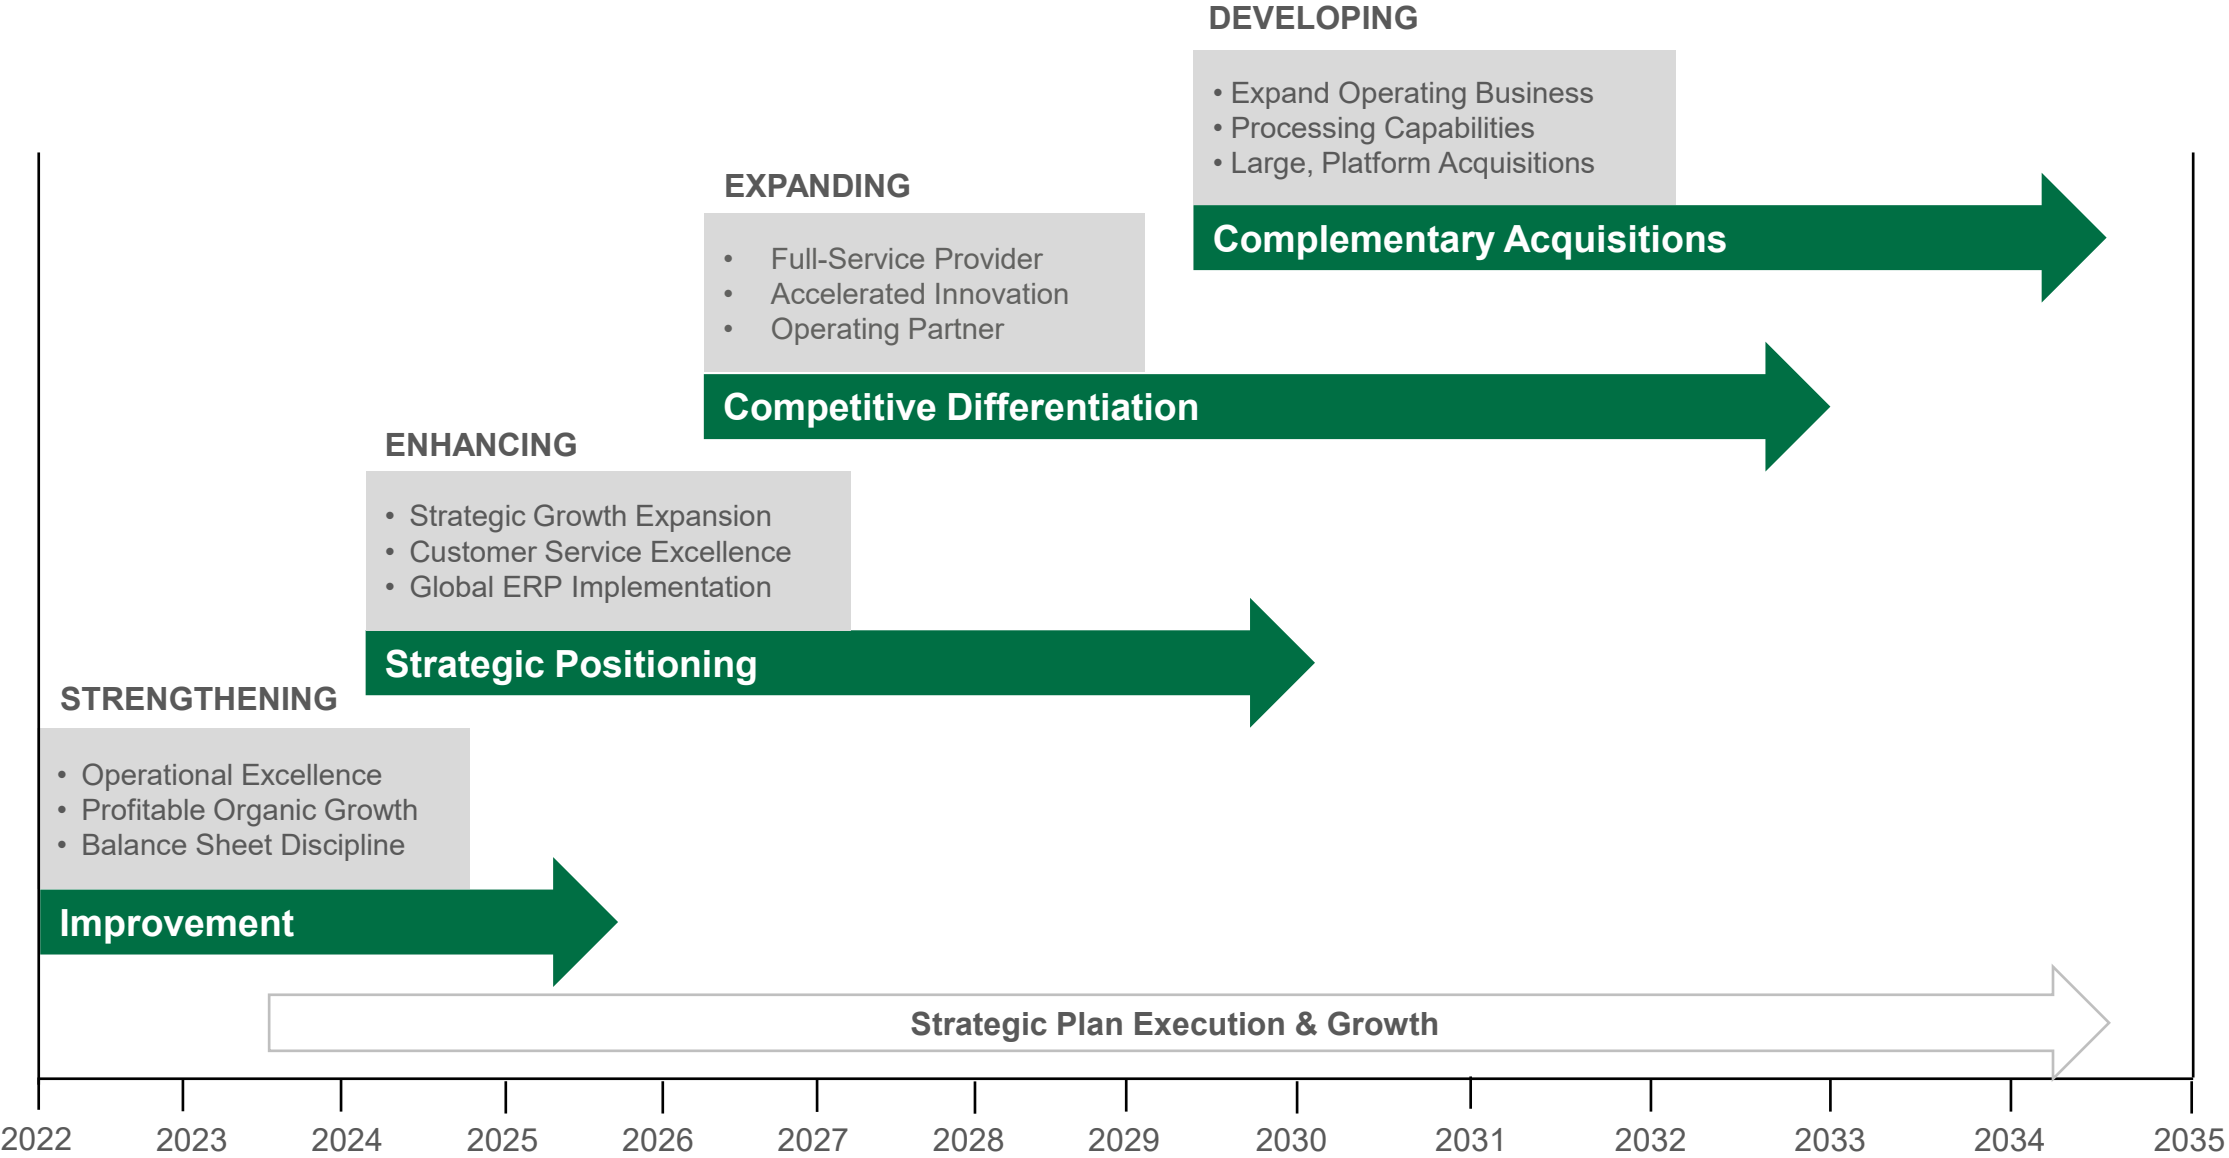 DEVELOPING
• Expand Operating Business
• Processing Capabilities
• Large, Platform Acquisitions
Complementary Acquisitions
EXPANDING
• Full-Service Provider
• Accelerated Innovation
• Operating Partner
Competitive Differentiation
ENHANCING
• Strategic Growth Expansion
• Customer Service Excellence
• Global ERP Implementation
Strategic Positioning
STRENGTHENING
• Operational Excellence
• Profitable Organic Growth
• Balance Sheet Discipline
Improvement
Strategic Plan Execution & Growth
2022 2023 2024 2025 2026 2027 2028 2029 2030 2031 2032 2033 2034 2035